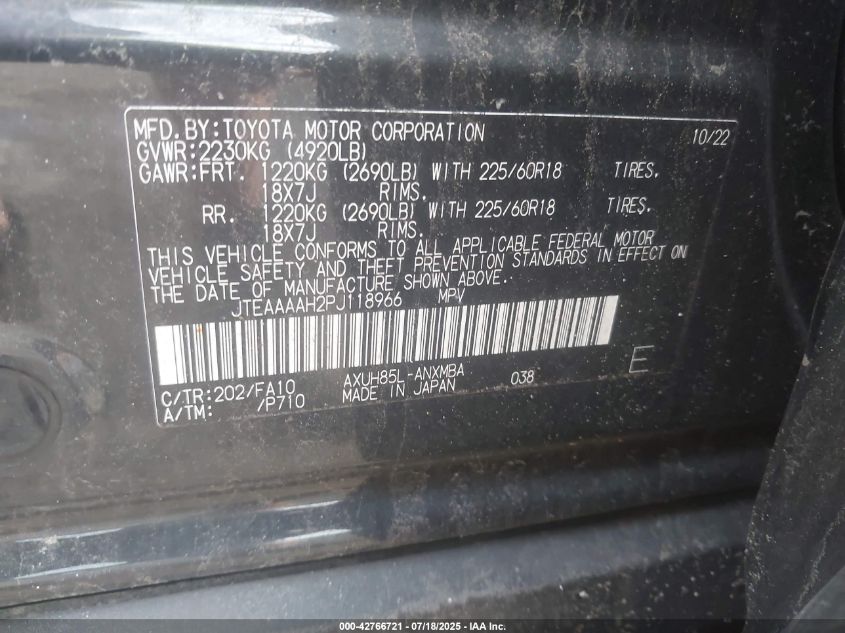 MFD.BY:TOYOTA MOTOR CORPORATION 10/22
GVWR:2230KG (4920LB)
GAWR:FRT. 1220KG (2690LB) WITH 225/60R18 TIRES.
18X7J RIMS.
RR. 1220KG (2690LB) WITH 225/60R18 TIRES.
18X7J RIMS.
THIS VEHICLE CONFORMS TO ALL APPLICABLE FEDERAL MOTOR
VEHICLE SAFETY AND THEFT PREVENTION STANDARDS IN EFFECT ON
THE DATE OF MANUFACTURE SHOWN ABOVE.
JTEAAAAH2PJ118966 MPV
C/TR:202/FA10 AXUH85L-ANXMBA 038 E
A/TM: /P710 MADE IN JAPAN
000-42766721 / 07/18/2025 - IAA Inc.